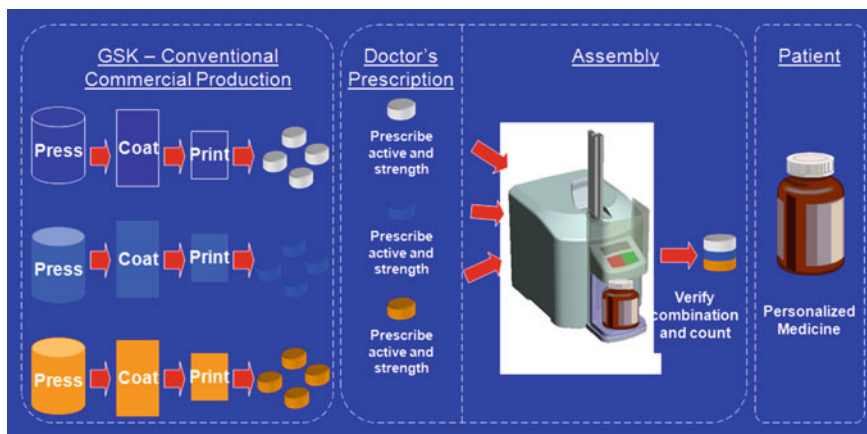 GSK – Conventional
Commercial Production
Press
Coat
Print
Press
Coat
Print
Press
Coat
Print
Doctor's
Prescription
Prescribe
active and
strength
Prescribe
active and
strength
Prescribe
active and
strength
Assembly
Verify
combination
and count
Patient
Personalized
Medicine